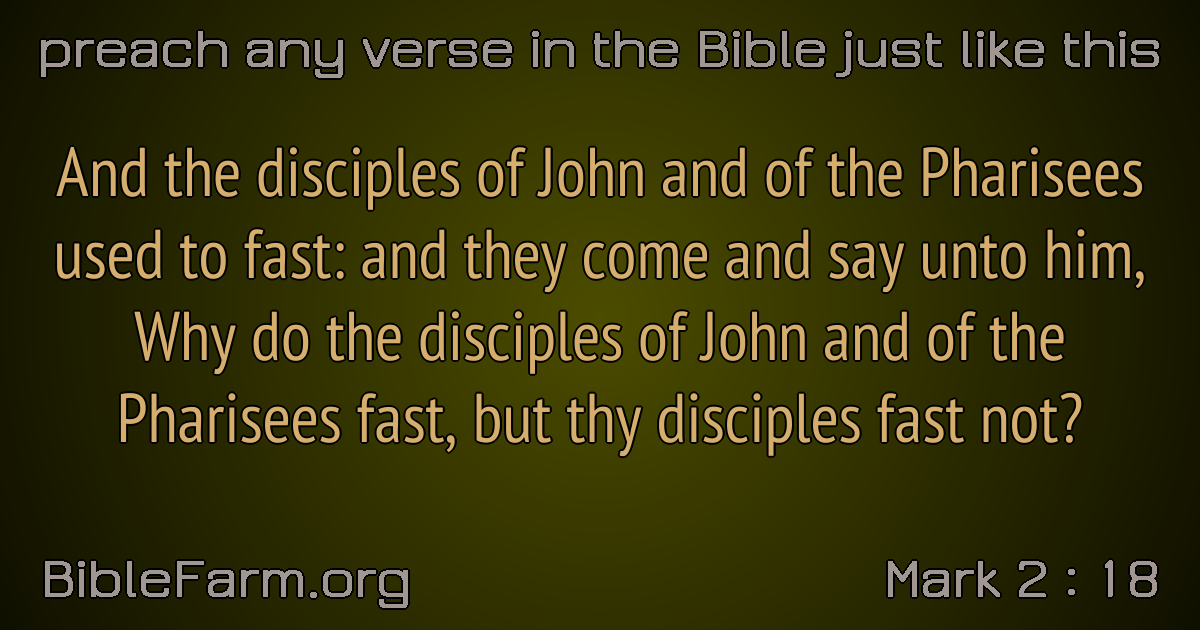 preach any verse in the Bible just like this
And the disciples of John and of the Pharisees
used to fast: and they come and say unto him,
Why do the disciples of John and of the
Pharisees fast, but thy disciples fast not?
BibleFarm.org
Mark 2 : 18